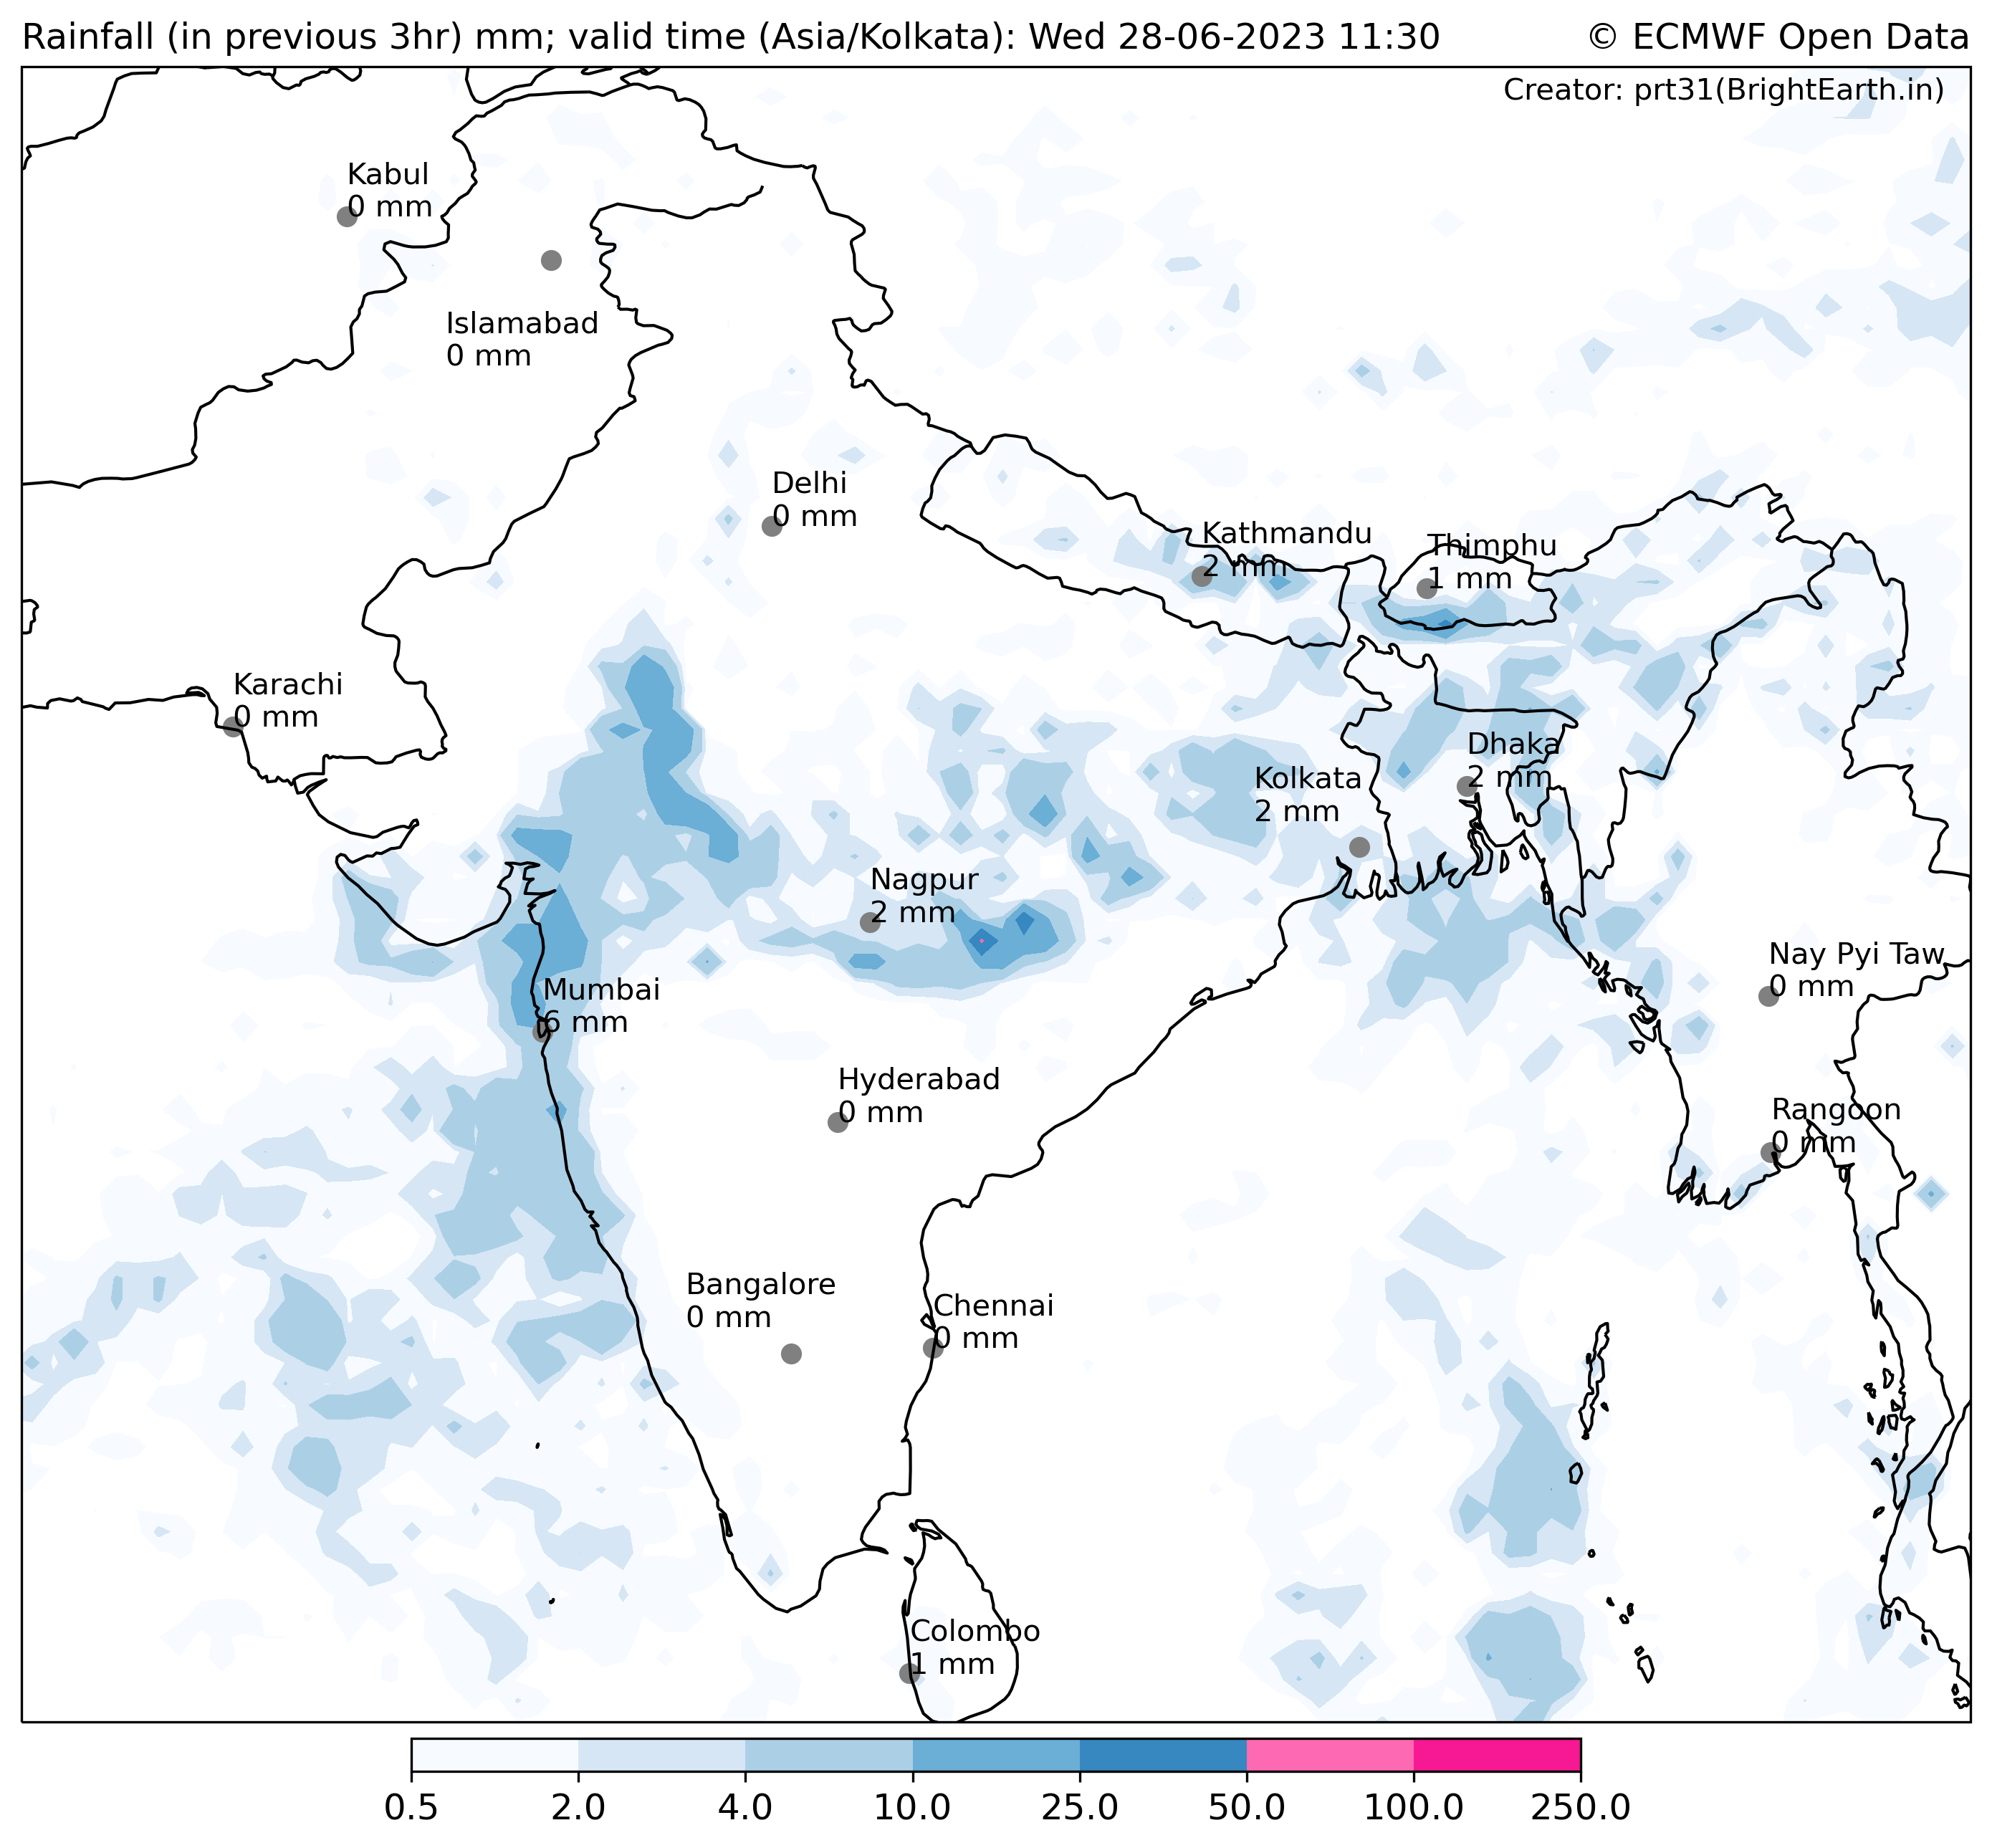 Rainfall (in previous 3hr) mm; valid time (Asia/Kolkata): Wed 28-06-2023 11:30
© ECMWF Open Data
Creator: prt31(BrightEarth.in)
Kabul
0 mm
Islamabad
0 mm
Delhi
0 mm
Kathmandu
2 mm
Thimphu
1 mm
Karachi
0 mm
Dhaka
2 mm
Kolkata
2 mm
Nagpur
2 mm
Nay Pyi Taw
0 mm
Mumbai
6 mm
Hyderabad
0 mm
Rangoon
0 mm
Bangalore
0 mm
Chennai
0 mm
Colombo
1 mm
0.5 2.0 4.0 10.0 25.0 50.0 100.0 250.0